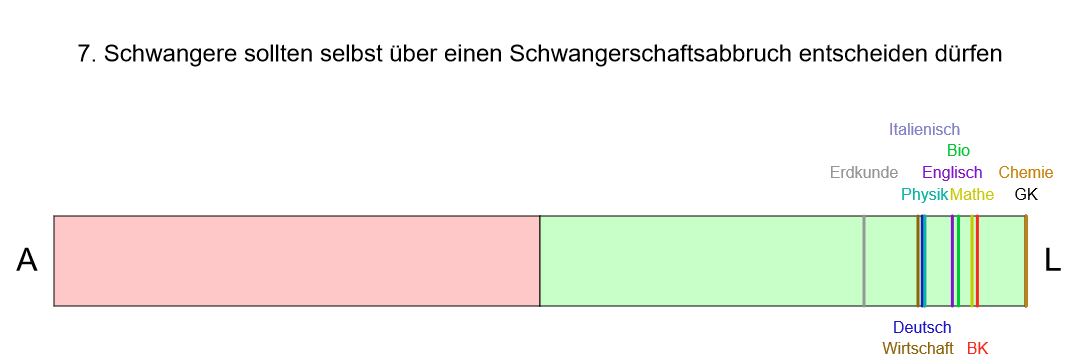 7. Schwangere sollten selbst über einen Schwangerschaftsabbruch entscheiden dürfen
Italienisch
Bio
Erdkunde Englisch Chemie
Physik Mathe GK
A L
Deutsch
Wirtschaft BK